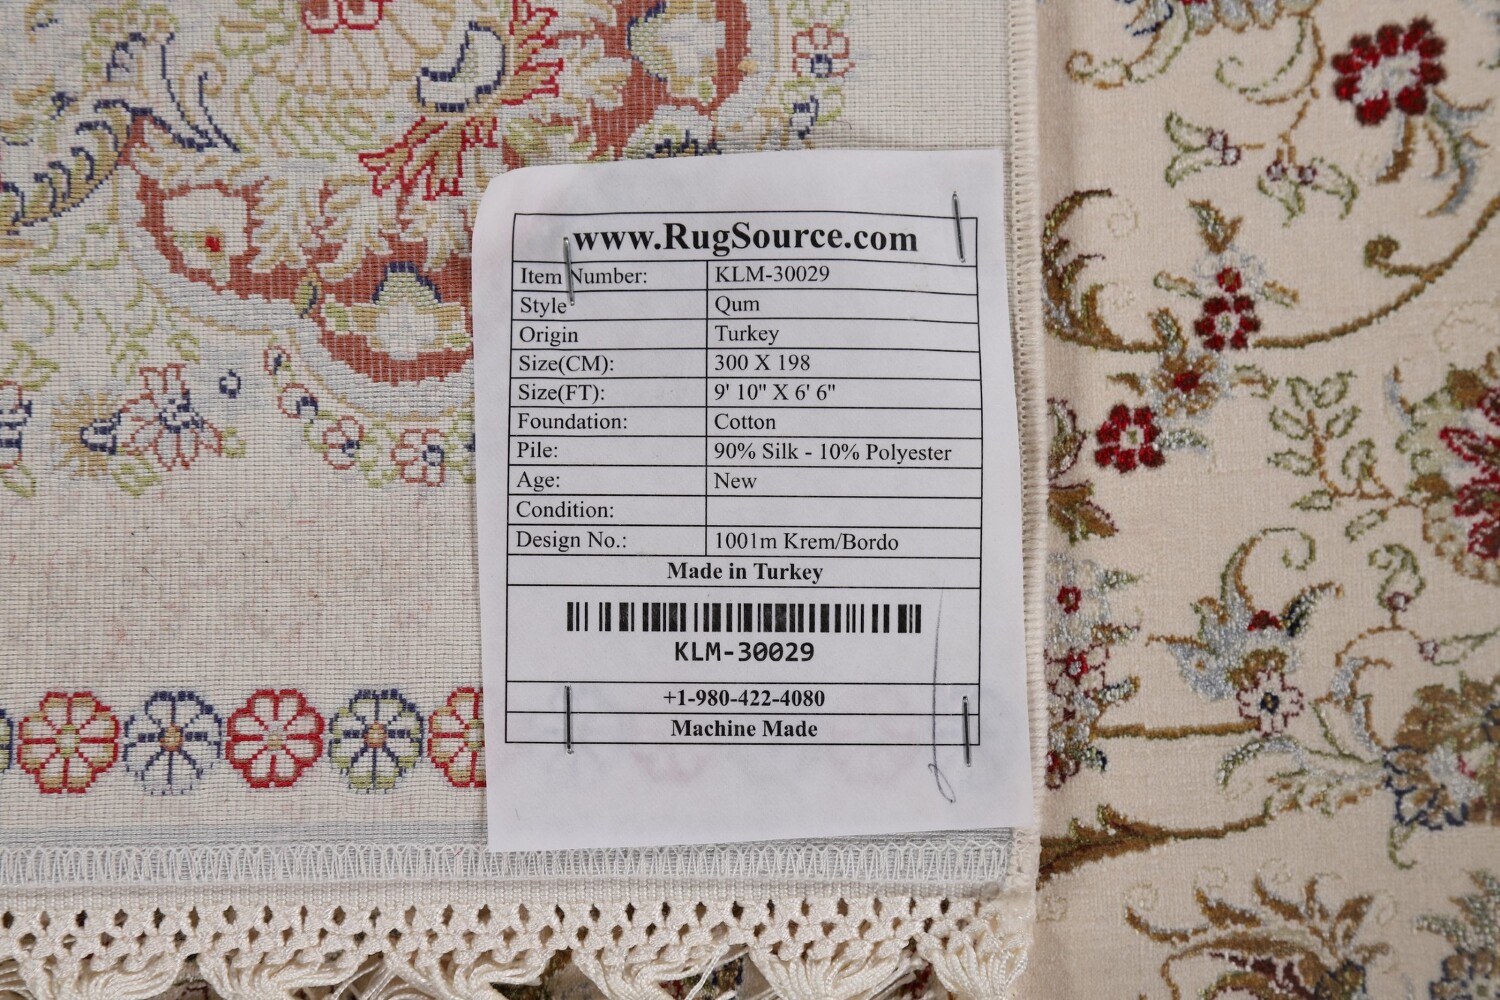 www.RugSource.com
Item Number: KLM-30029
Style Qum
Origin Turkey
Size(CM): 300 X 198
Size(FT): 9' 10" X 6' 6"
Foundation: Cotton
Pile: 90% Silk - 10% Polyester
Age: New
Condition:
Design No.: 1001m Krem/Bordo
Made in Turkey
KLM-30029
+1-980-422-4080
Machine Made